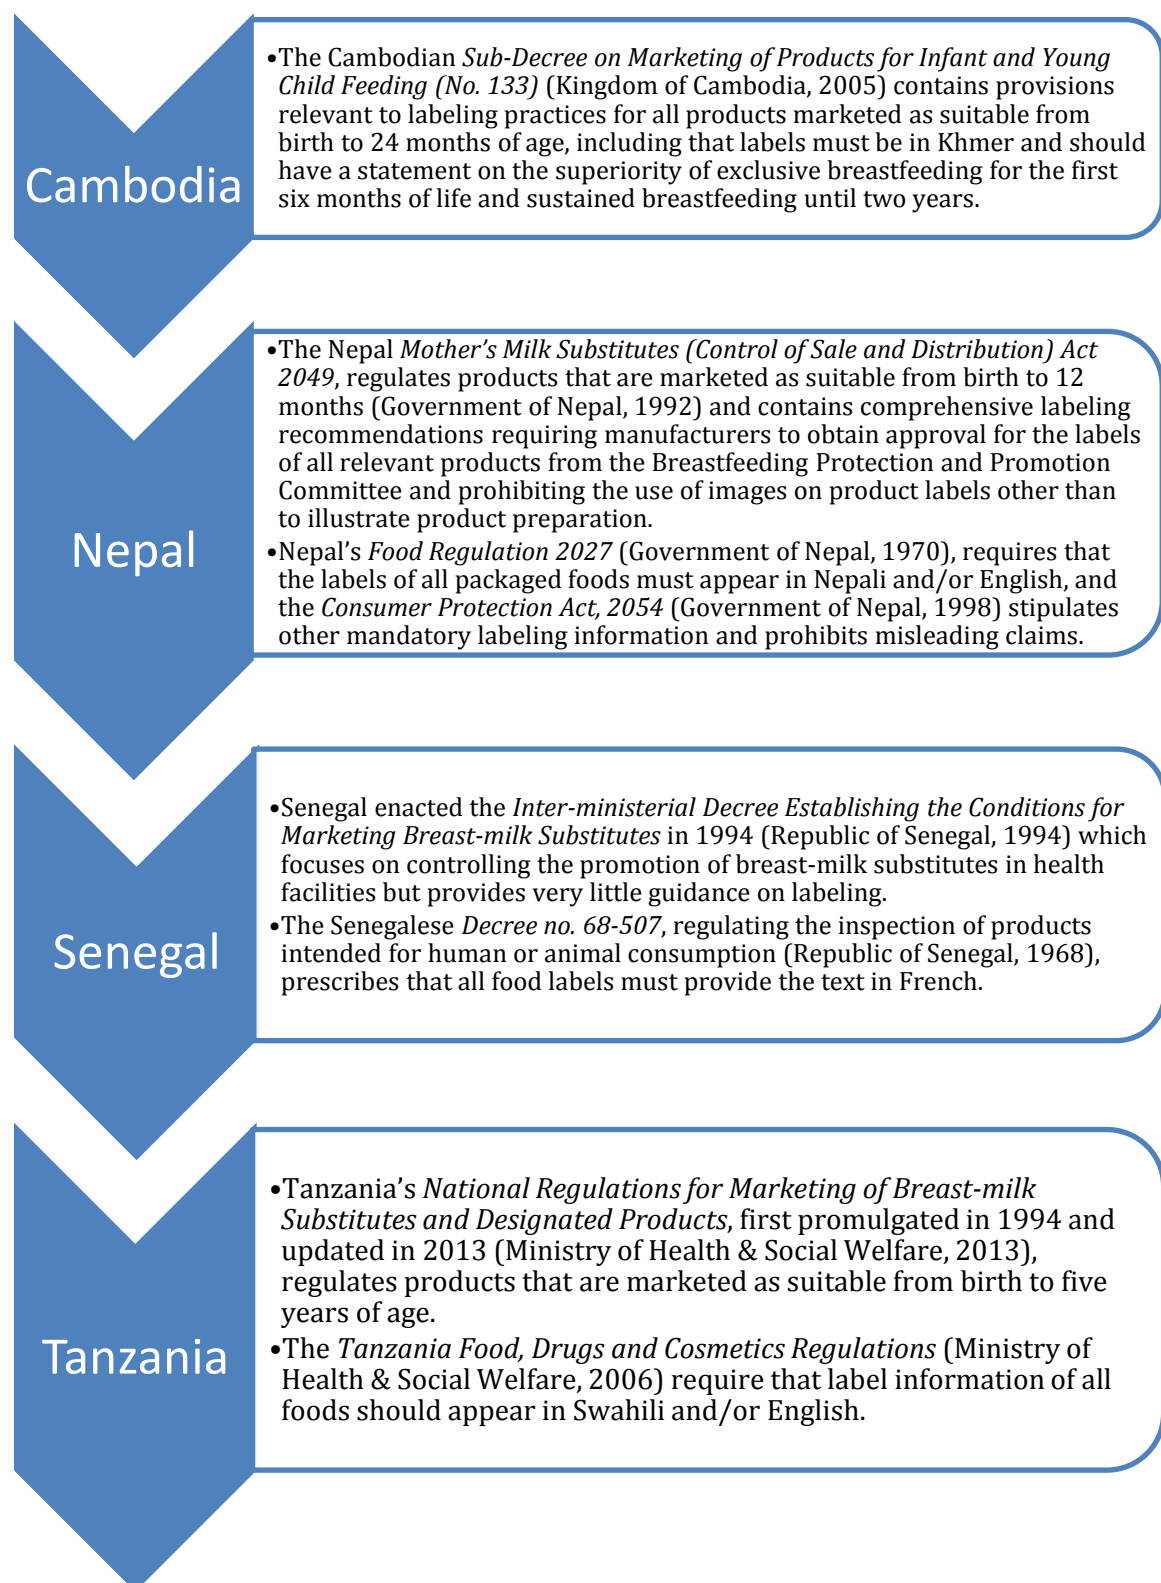 Cambodia
•The Cambodian Sub-Decree on Marketing of Products for Infant and Young
Child Feeding (No. 133) (Kingdom of Cambodia, 2005) contains provisions
relevant to labeling practices for all products marketed as suitable from
birth to 24 months of age, including that labels must be in Khmer and should
have a statement on the superiority of exclusive breastfeeding for the first
six months of life and sustained breastfeeding until two years.
Nepal
•The Nepal Mother’s Milk Substitutes (Control of Sale and Distribution) Act
2049, regulates products that are marketed as suitable from birth to 12
months (Government of Nepal, 1992) and contains comprehensive labeling
recommendations requiring manufacturers to obtain approval for the labels
of all relevant products from the Breastfeeding Protection and Promotion
Committee and prohibiting the use of images on product labels other than
to illustrate product preparation.
•Nepal’s Food Regulation 2027 (Government of Nepal, 1970), requires that
the labels of all packaged foods must appear in Nepali and/or English, and
the Consumer Protection Act, 2054 (Government of Nepal, 1998) stipulates
other mandatory labeling information and prohibits misleading claims.
Senegal
•Senegal enacted the Inter-ministerial Decree Establishing the Conditions for
Marketing Breast-milk Substitutes in 1994 (Republic of Senegal, 1994) which
focuses on controlling the promotion of breast-milk substitutes in health
facilities but provides very little guidance on labeling.
•The Senegalese Decree no. 68-507, regulating the inspection of products
intended for human or animal consumption (Republic of Senegal, 1968),
prescribes that all food labels must provide the text in French.
Tanzania
•Tanzania’s National Regulations for Marketing of Breast-milk
Substitutes and Designated Products, first promulgated in 1994 and
updated in 2013 (Ministry of Health & Social Welfare, 2013),
regulates products that are marketed as suitable from birth to five
years of age.
•The Tanzania Food, Drugs and Cosmetics Regulations (Ministry of
Health & Social Welfare, 2006) require that label information of all
foods should appear in Swahili and/or English.